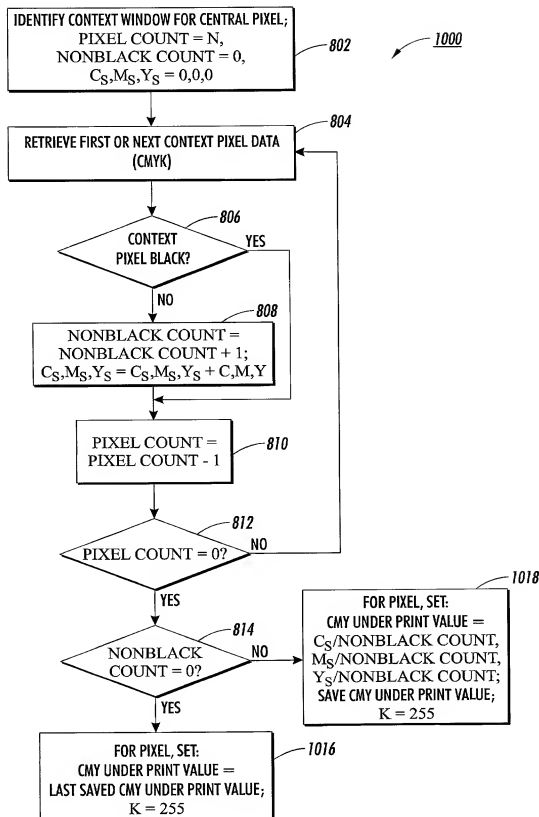 IDENTIFY CONTEXT WINDOW FOR CENTRAL PIXEL;
PIXEL COUNT = N,
NONBLACK COUNT = 0,
CS,MS,YS = 0,0,0
802
1000
RETRIEVE FIRST OR NEXT CONTEXT PIXEL DATA
(CMYK)
804
CONTEXT
PIXEL BLACK?
806
YES
NO
NONBLACK COUNT =
NONBLACK COUNT + 1;
CS,MS,YS = CS,MS,YS + C,M,Y
808
PIXEL COUNT =
PIXEL COUNT - 1
810
PIXEL COUNT = 0?
812
NO
YES
NONBLACK
COUNT = 0?
814
NO
YES
FOR PIXEL, SET:
CMY UNDER PRINT VALUE =
CS/NONBLACK COUNT,
MS/NONBLACK COUNT,
YS/NONBLACK COUNT;
SAVE CMY UNDER PRINT VALUE;
K = 255
1018
FOR PIXEL, SET:
CMY UNDER PRINT VALUE =
LAST SAVED CMY UNDER PRINT VALUE;
K = 255
1016